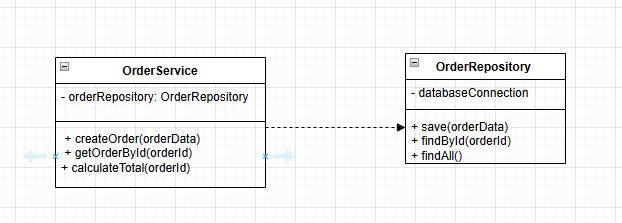 OrderService
- orderRepository: OrderRepository
+ createOrder(orderData)
+ getOrderById(orderId)
+ calculateTotal(orderId)
OrderRepository
- databaseConnection
+ save(orderData)
+ findById(orderId)
+ findAll()